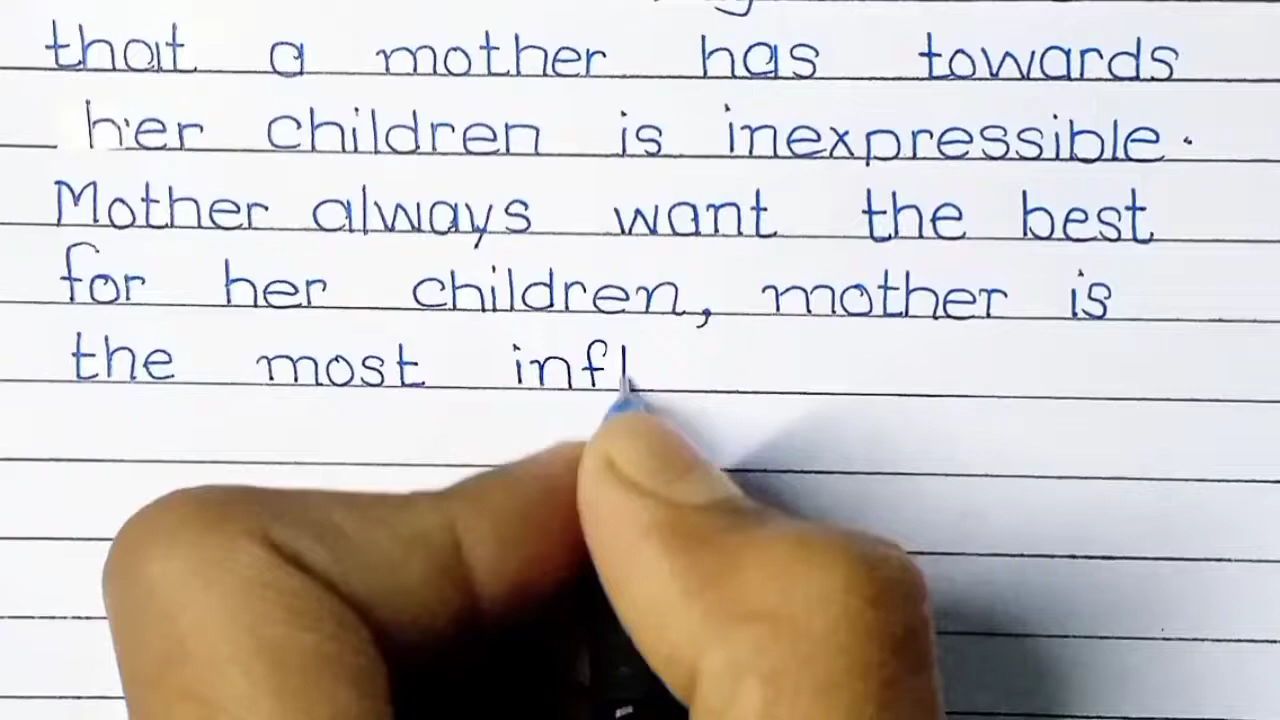 that a mother has towards
her children is inexpressible.
Mother always want the best
for her children, mother is
the most infl